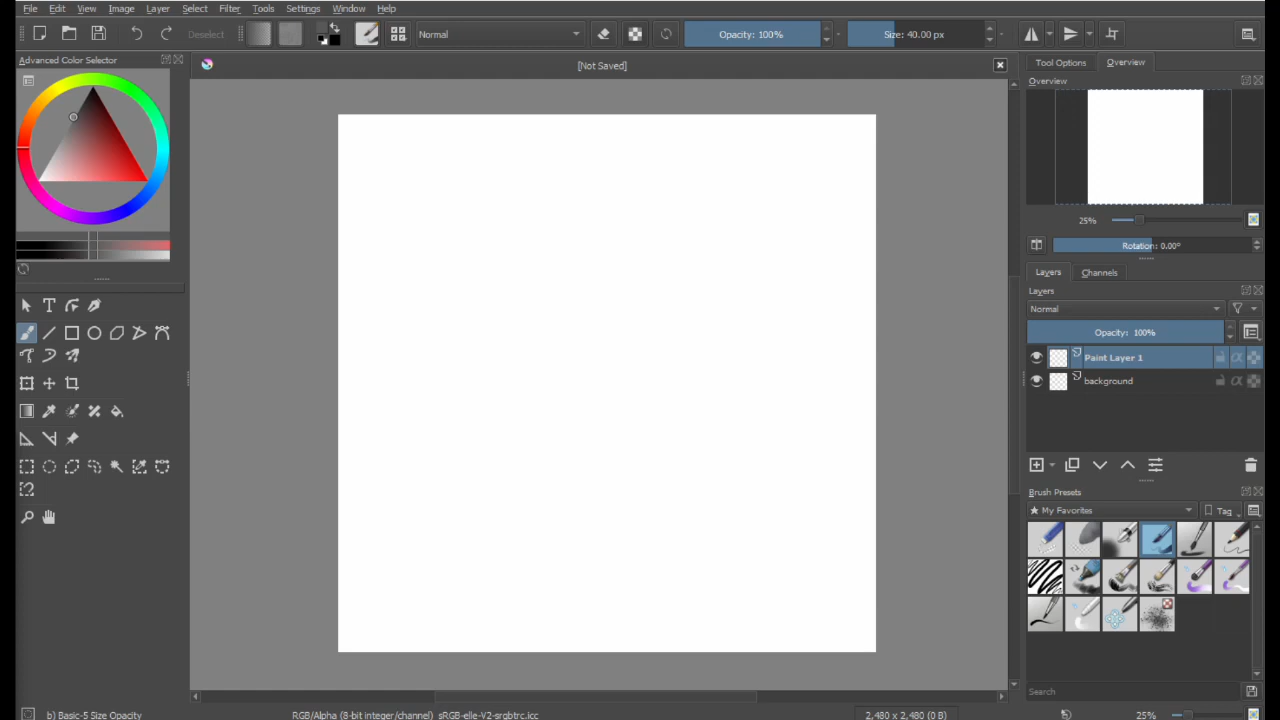 File Edit View Image Layer Select Filter Tools Settings Window Help
Deselect Normal Opacity: 100% Size: 40.00 px
Advanced Color Selector
[Not Saved]
Tool Options Overview
Overview
25%
Rotation: 0.00°
Layers Channels
Layers
Normal
Opacity: 100%
Paint Layer 1
background
Brush Presets
My Favorites Tag
Search
b) Basic-5 Size Opacity RGB/Alpha (8-bit integer/channel) sRGB-elle-V2-srgbtrc.icc 2,480 x 2,480 (0 B) 25%